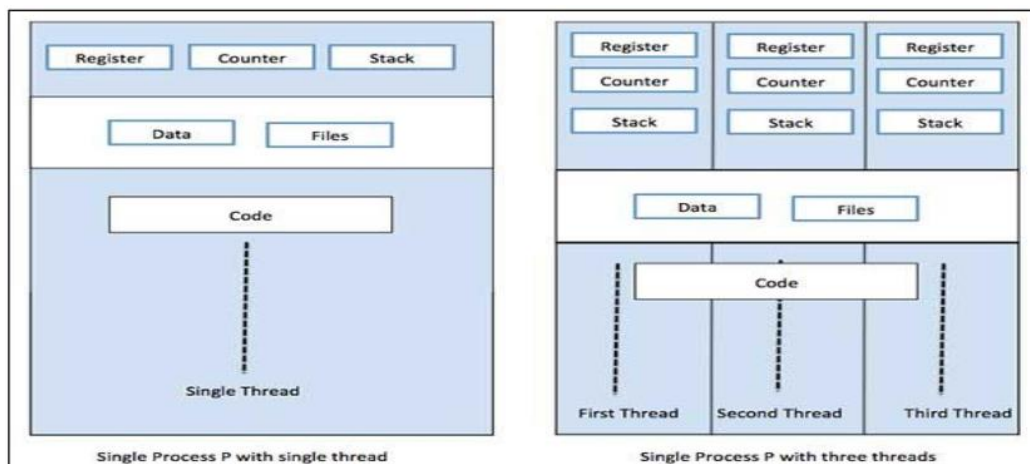 Register Counter Stack
Data Files
Code
Single Thread
Single Process P with single thread
Register Register Register
Counter Counter Counter
Stack Stack Stack
Data Files
Code
First Thread Second Thread Third Thread
Single Process P with three threads